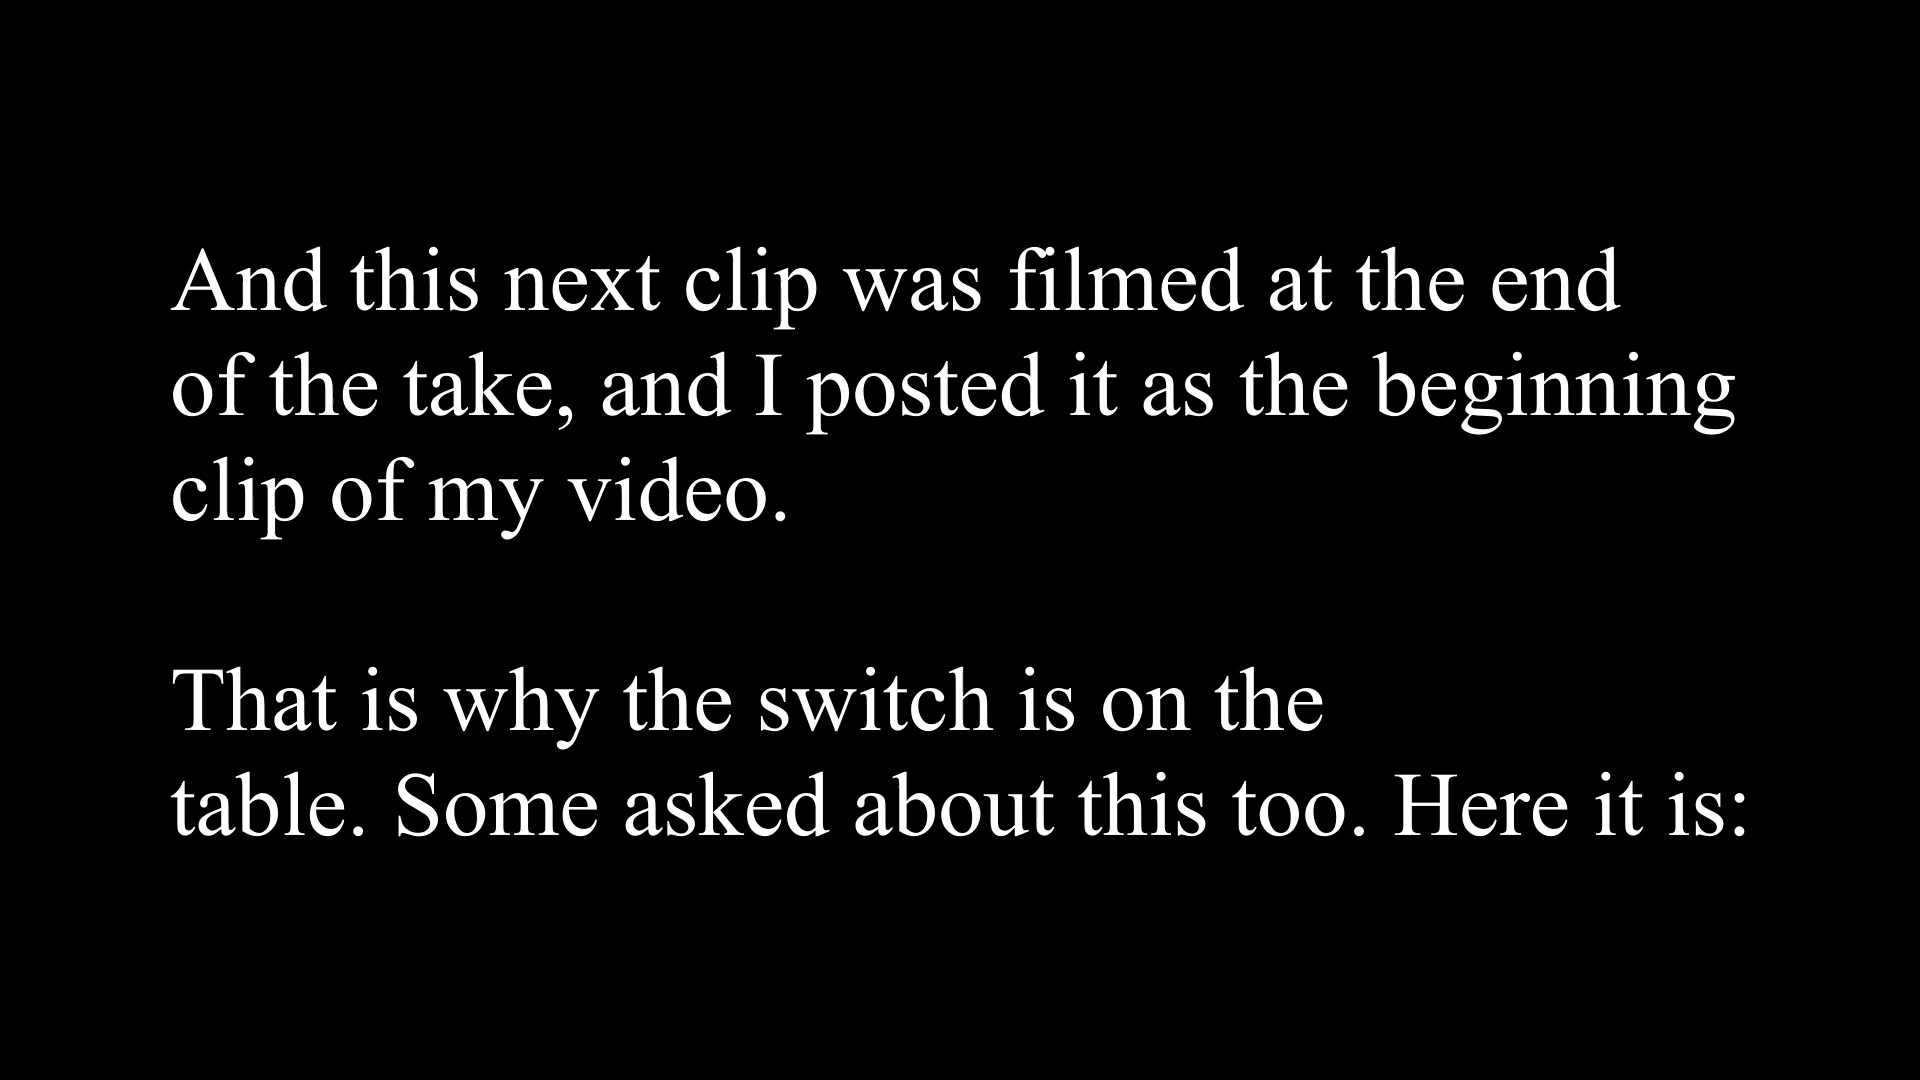 And this next clip was filmed at the end
of the take, and I posted it as the beginning
clip of my video.
That is why the switch is on the
table. Some asked about this too. Here it is: